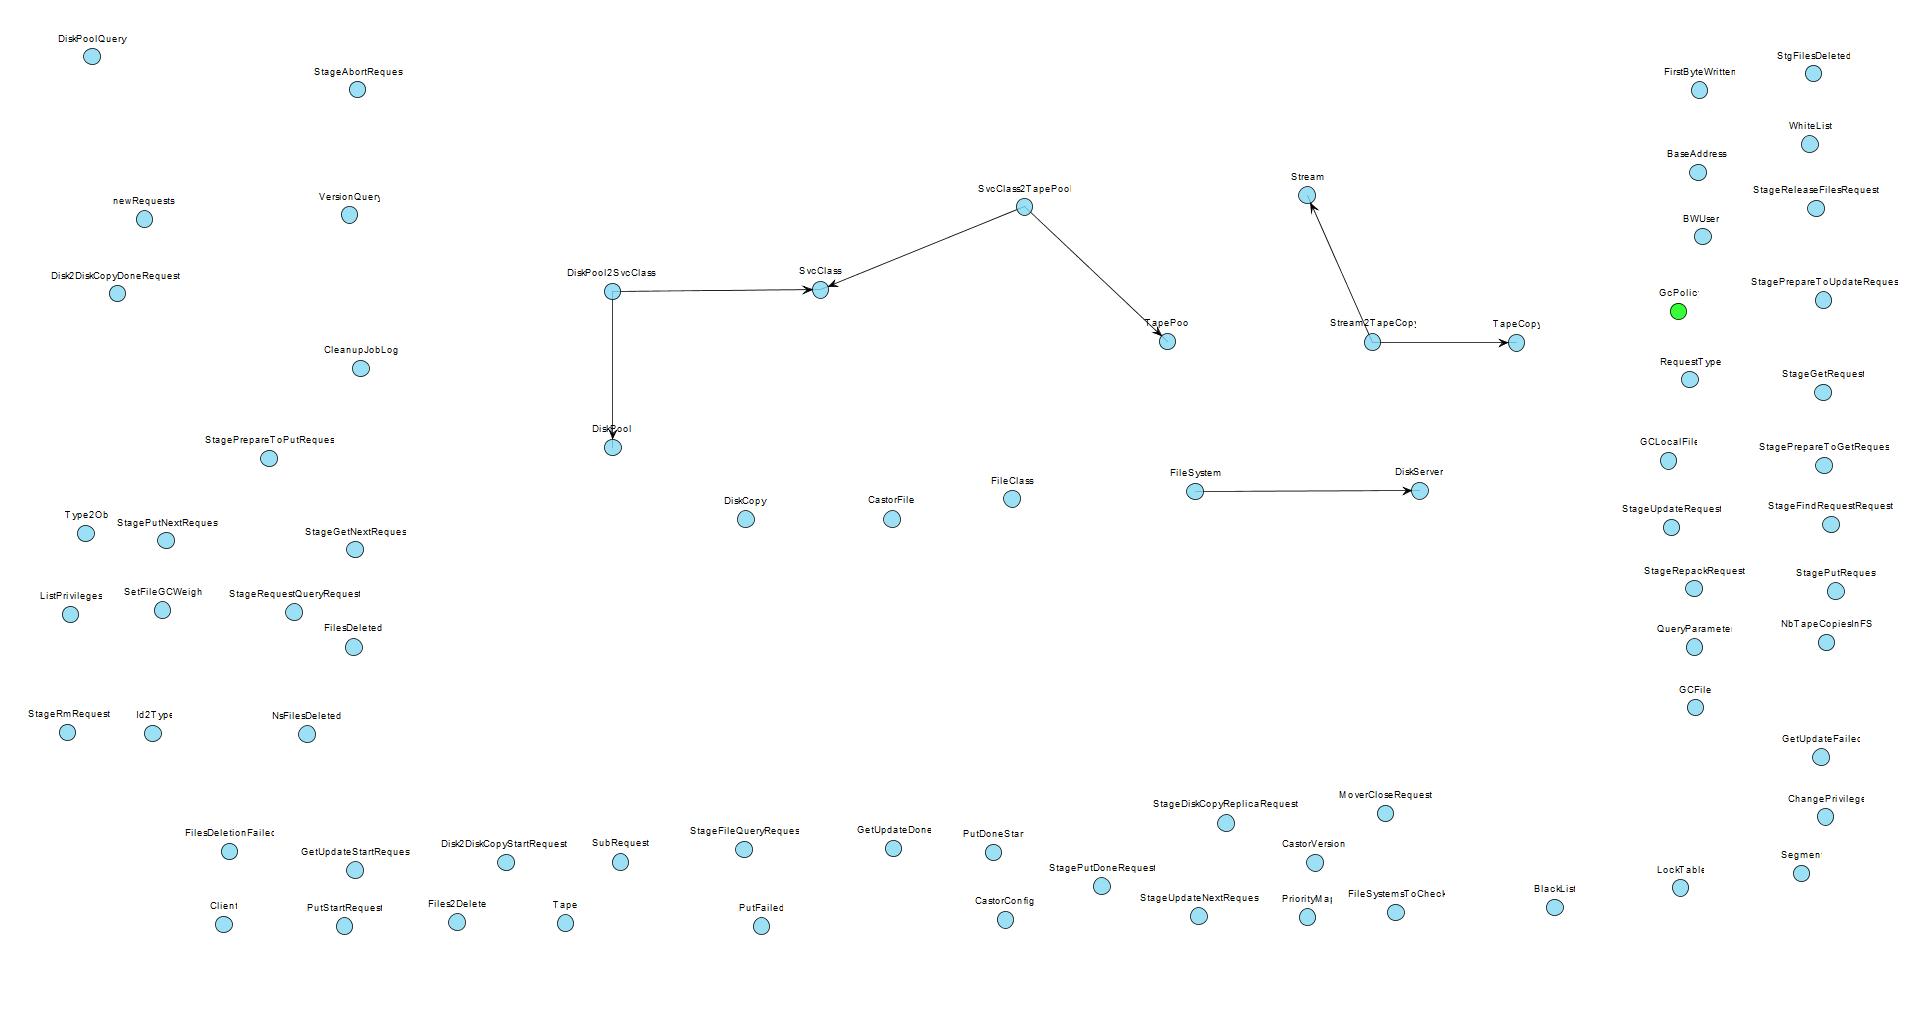 DiskPoolQuery
StageAbortReques
StgFilesDeleted
FirstByteWritten
WhiteList
BaseAddress
Stream
SvcClass2TapePool
StageReleaseFilesRequest
newRequests
VersionQuery
BWUser
DiskPool2SvcClass
SvcClass
Disk2DiskCopyDoneRequest
StagePrepareToUpdateReques
GcPolic
TapePoo
Stream2TapeCopy
TapeCopy
CleanupJobLog
RequestType
StageGetRequest
DiskPool
StagePrepareToPutReques
GCLocalFile
StagePrepareToGetReques
FileSystem
DiskServer
FileClass
DiskCopy
CastorFile
StageUpdateRequest
StageFindRequestRequest
Type2Ob
StagePutNextReques
StageGetNextReques
StageRepackRequest
StagePutReques
ListPrivileges
SetFileGCWeigh
StageRequestQueryRequest
FilesDeleted
QueryParameter
NbTapeCopiesInFS
GCFile
StageRmRequest
Id2Type
NsFilesDeleted
GetUpdateFailed
MoverCloseRequest
StageDiskCopyReplicaRequest
ChangePrivilege
FilesDeletionFailed
StageFileQueryReques
GetUpdateDone
PutDoneStar
GetUpdateStartReques
Disk2DiskCopyStartRequest
SubRequest
CastorVersion
Segmen
StagePutDoneRequest
LockTable
BlackList
FileSystemsToCheck
StageUpdateNextReques
PriorityMap
Client
PutStartRequest
Files2Delete
Tape
PutFailed
CastorConfig